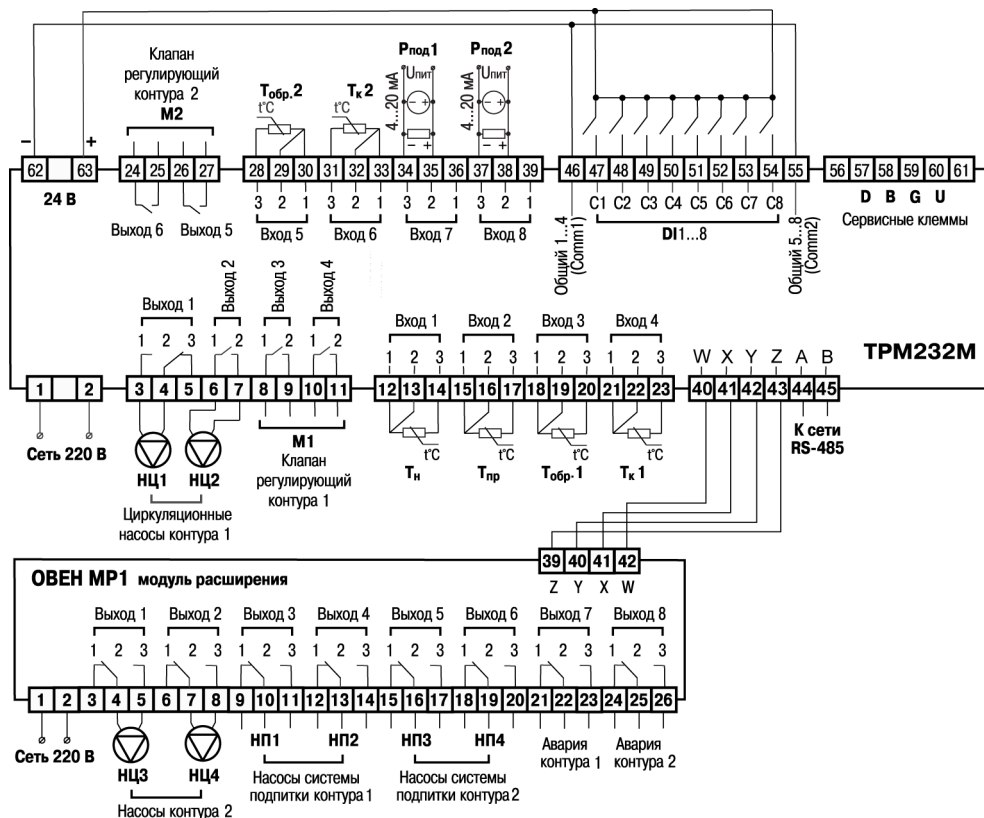 Клапан
регулирующий
контура 2
M2
Tобр.2
t°C
Tк 2
t°C
Pпод 1
Uпит
4...20 мА
Pпод 2
Uпит
4...20 мА
− +
− +
− +
− +
− +
62 63 24 25 26 27 28 29 30 31 32 33 34 35 36 37 38 39 46 47 48 49 50 51 52 53 54 55 56 57 58 59 60 61
24 В
3 2 1 3 2 1 3 2 1 3 2 1
C1 C2 C3 C4 C5 C6 C7 C8
D B G U
Выход 6 Выход 5
Вход 5 Вход 6 Вход 7 Вход 8
DI1...8
Сервисные клеммы
Общий 1...4
(Comm1)
Общий 5...8
(Comm2)
Выход 1
Выход 2
Выход 3
Выход 4
1 2 3 1 2 1 2 1 2
Вход 1 Вход 2 Вход 3 Вход 4
1 2 3 1 2 3 1 2 3 1 2 3
W X Y Z A B
ТРМ232М
1 2 3 4 5 6 7 8 9 10 11 12 13 14 15 16 17 18 19 20 21 22 23 40 41 42 43 44 45
Сеть 220 В
НЦ1 НЦ2
Циркуляционные
насосы контура 1
M1
Клапан
регулирующий
контура 1
t°C t°C t°C t°C
Tн Tпр Tобр.1 Tк 1
К сети
RS-485
39 40 41 42
Z Y X W
ОВЕН МР1 модуль расширения
Выход 1 Выход 2 Выход 3 Выход 4 Выход 5 Выход 6 Выход 7 Выход 8
1 2 3 1 2 3 1 2 3 1 2 3 1 2 3 1 2 3 1 2 3 1 2 3
1 2 3 4 5 6 7 8 9 10 11 12 13 14 15 16 17 18 19 20 21 22 23 24 25 26
Сеть 220 В
НЦ3 НЦ4
Насосы контура 2
НП1 НП2
Насосы системы
подпитки контура 1
НП3 НП4
Насосы системы
подпитки контура 2
Авария
контура 1
Авария
контура 2